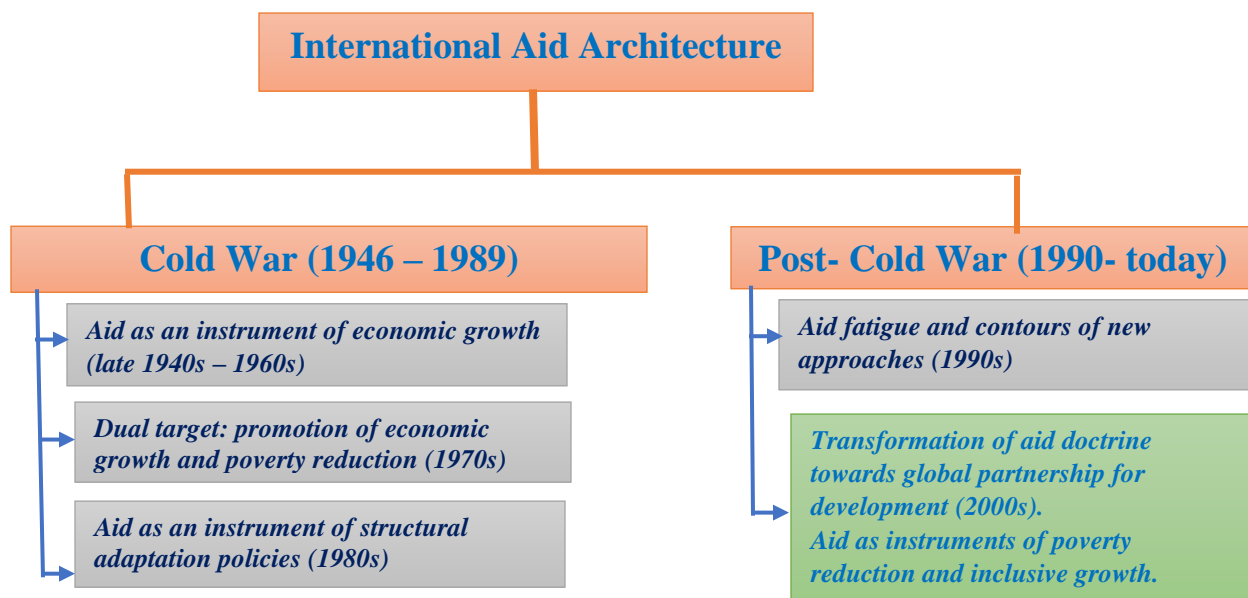 International Aid Architecture
Cold War (1946 – 1989)
Aid as an instrument of economic growth
(late 1940s – 1960s)
Dual target: promotion of economic
growth and poverty reduction (1970s)
Aid as an instrument of structural
adaptation policies (1980s)
Post- Cold War (1990- today)
Aid fatigue and contours of new
approaches (1990s)
Transformation of aid doctrine
towards global partnership for
development (2000s).
Aid as instruments of poverty
reduction and inclusive growth.